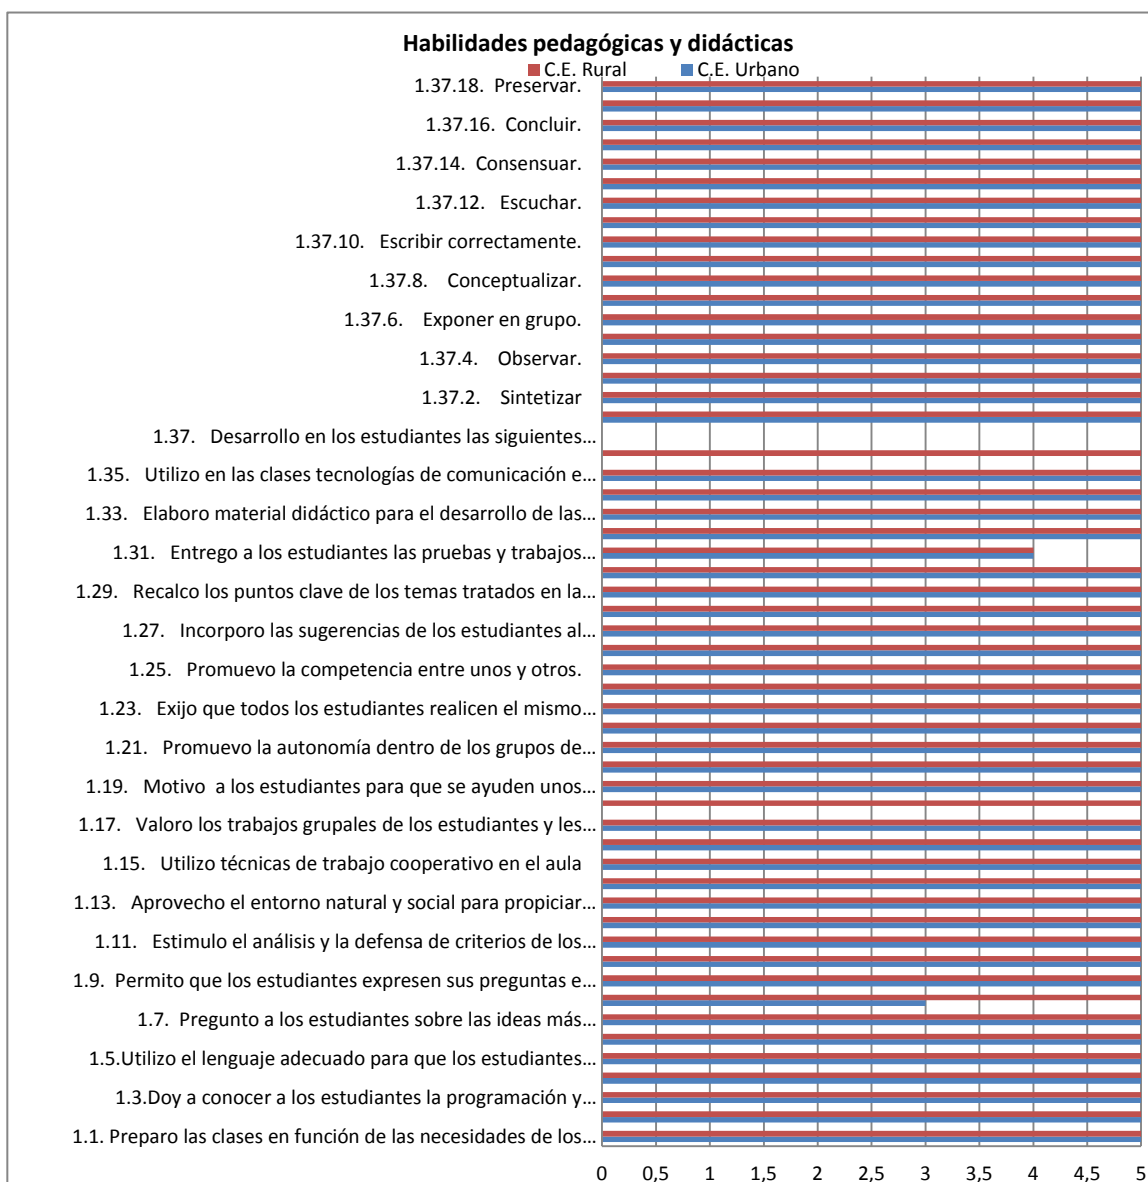 Habilidades pedagógicas y didácticas
C.E. Rural C.E. Urbano
1.37.18. Preservar.
1.37.16. Concluir.
1.37.14. Consensuar.
1.37.12. Escuchar.
1.37.10. Escribir correctamente.
1.37.8. Conceptualizar.
1.37.6. Exponer en grupo.
1.37.4. Observar.
1.37.2. Sintetizar
1.37. Desarrollo en los estudiantes las siguientes…
1.35. Utilizo en las clases tecnologías de comunicación e…
1.33. Elaboro material didáctico para el desarrollo de las…
1.31. Entrego a los estudiantes las pruebas y trabajos…
1.29. Recalco los puntos clave de los temas tratados en la…
1.27. Incorporo las sugerencias de los estudiantes al…
1.25. Promuevo la competencia entre unos y otros.
1.23. Exijo que todos los estudiantes realicen el mismo…
1.21. Promuevo la autonomía dentro de los grupos de…
1.19. Motivo a los estudiantes para que se ayuden unos…
1.17. Valoro los trabajos grupales de los estudiantes y les…
1.15. Utilizo técnicas de trabajo cooperativo en el aula
1.13. Aprovecho el entorno natural y social para propiciar…
1.11. Estimulo el análisis y la defensa de criterios de los…
1.9. Permito que los estudiantes expresen sus preguntas e…
1.7. Pregunto a los estudiantes sobre las ideas más…
1.5.Utilizo el lenguaje adecuado para que los estudiantes…
1.3.Doy a conocer a los estudiantes la programación y…
1.1. Preparo las clases en función de las necesidades de los…
0 0,5 1 1,5 2 2,5 3 3,5 4 4,5 5